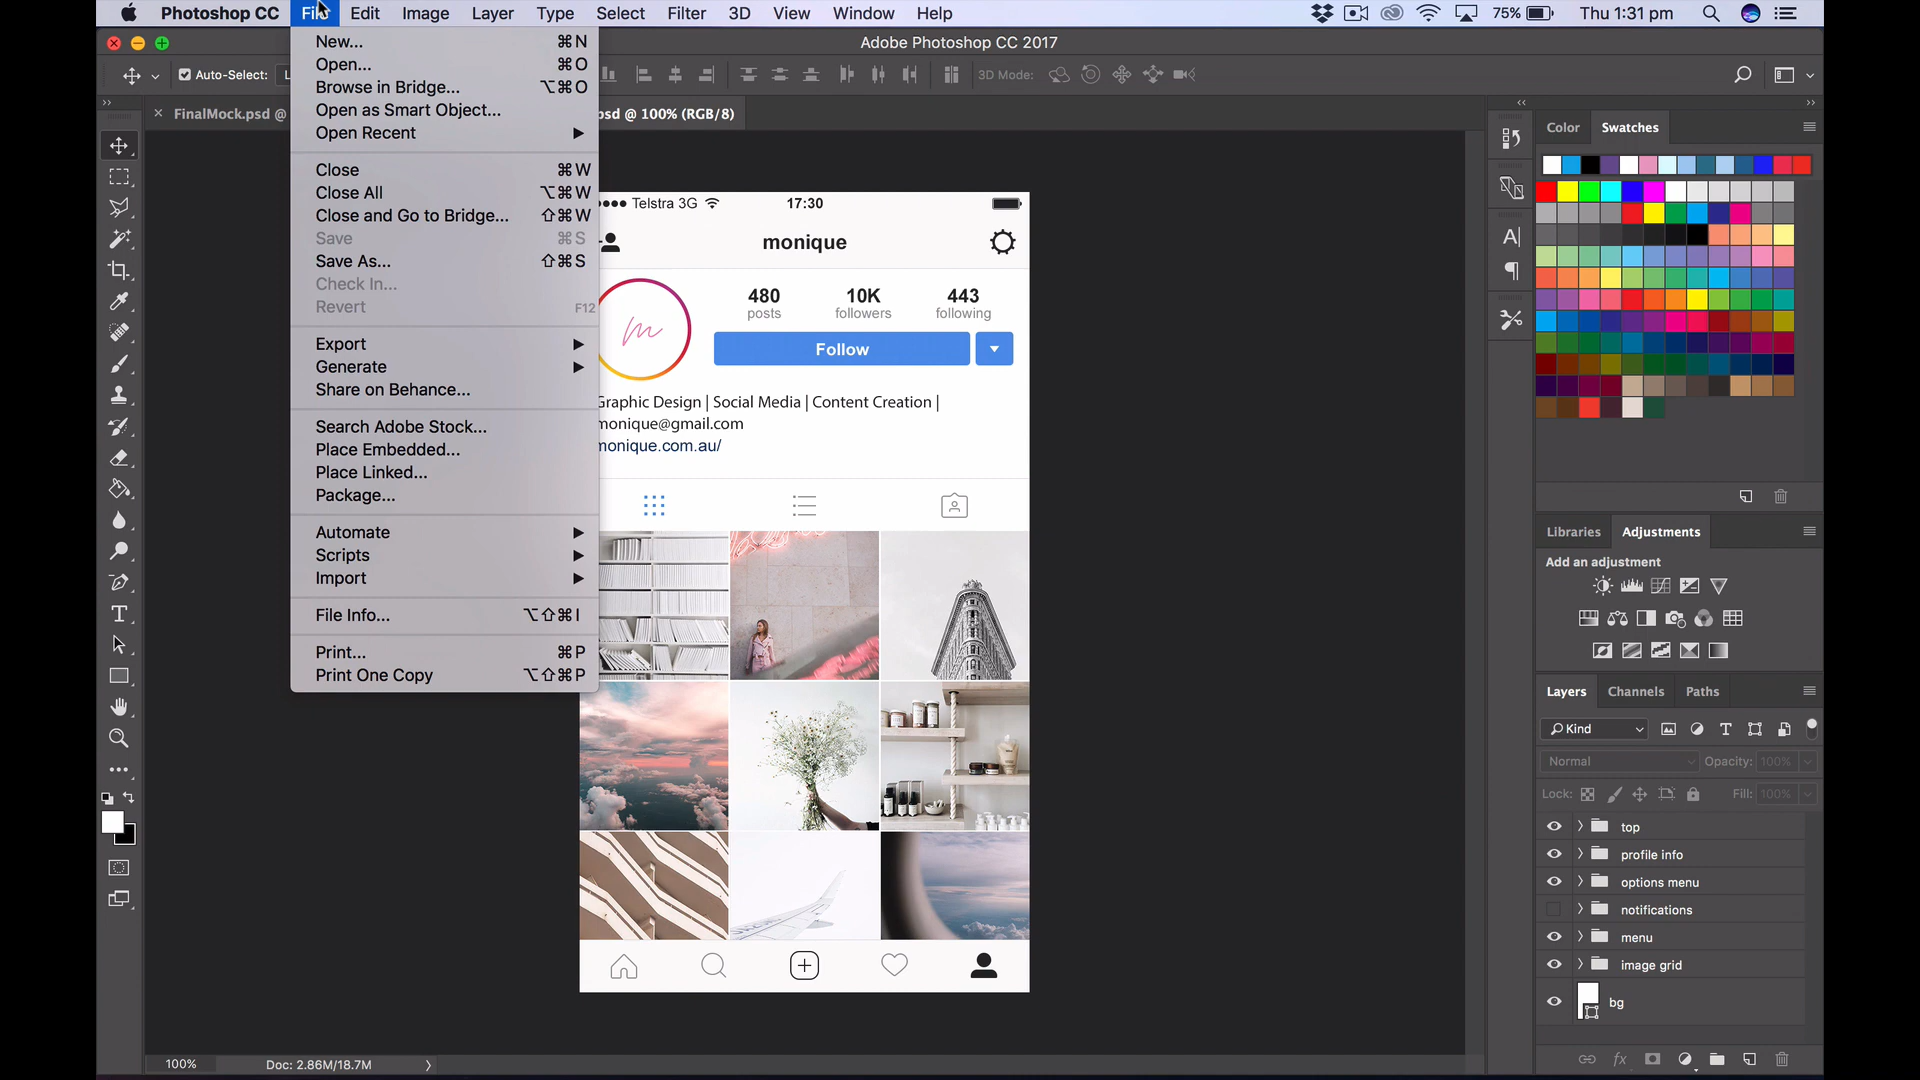 Photoshop CC File Edit Image Layer Type Select Filter 3D View Window Help 75% Thu 1:31 pm
Adobe Photoshop CC 2017
Auto-Select: 3D Mode:
FinalMock.psd @ psd @ 100% (RGB/8)
New... ⌘N
Open... ⌘O
Browse in Bridge... ⌥⌘O
Open as Smart Object...
Open Recent
Close ⌘W
Close All ⌥⌘W
Close and Go to Bridge... ⇧⌘W
Save ⌘S
Save As... ⇧⌘S
Check In...
Revert F12
Export
Generate
Share on Behance...
Search Adobe Stock...
Place Embedded...
Place Linked...
Package...
Automate
Scripts
Import
File Info... ⌥⇧⌘I
Print... ⌘P
Print One Copy ⌥⇧⌘P
Telstra 3G 17:30
monique
480 10K 443
posts followers following
Follow
Graphic Design | Social Media | Content Creation |
monique@gmail.com
monique.com.au/
Color Swatches
Libraries Adjustments
Add an adjustment
Layers Channels Paths
Kind
Normal Opacity: 100%
Lock: Fill: 100%
top
profile info
options menu
notifications
menu
image grid
bg
fx
100% Doc: 2.86M/18.7M